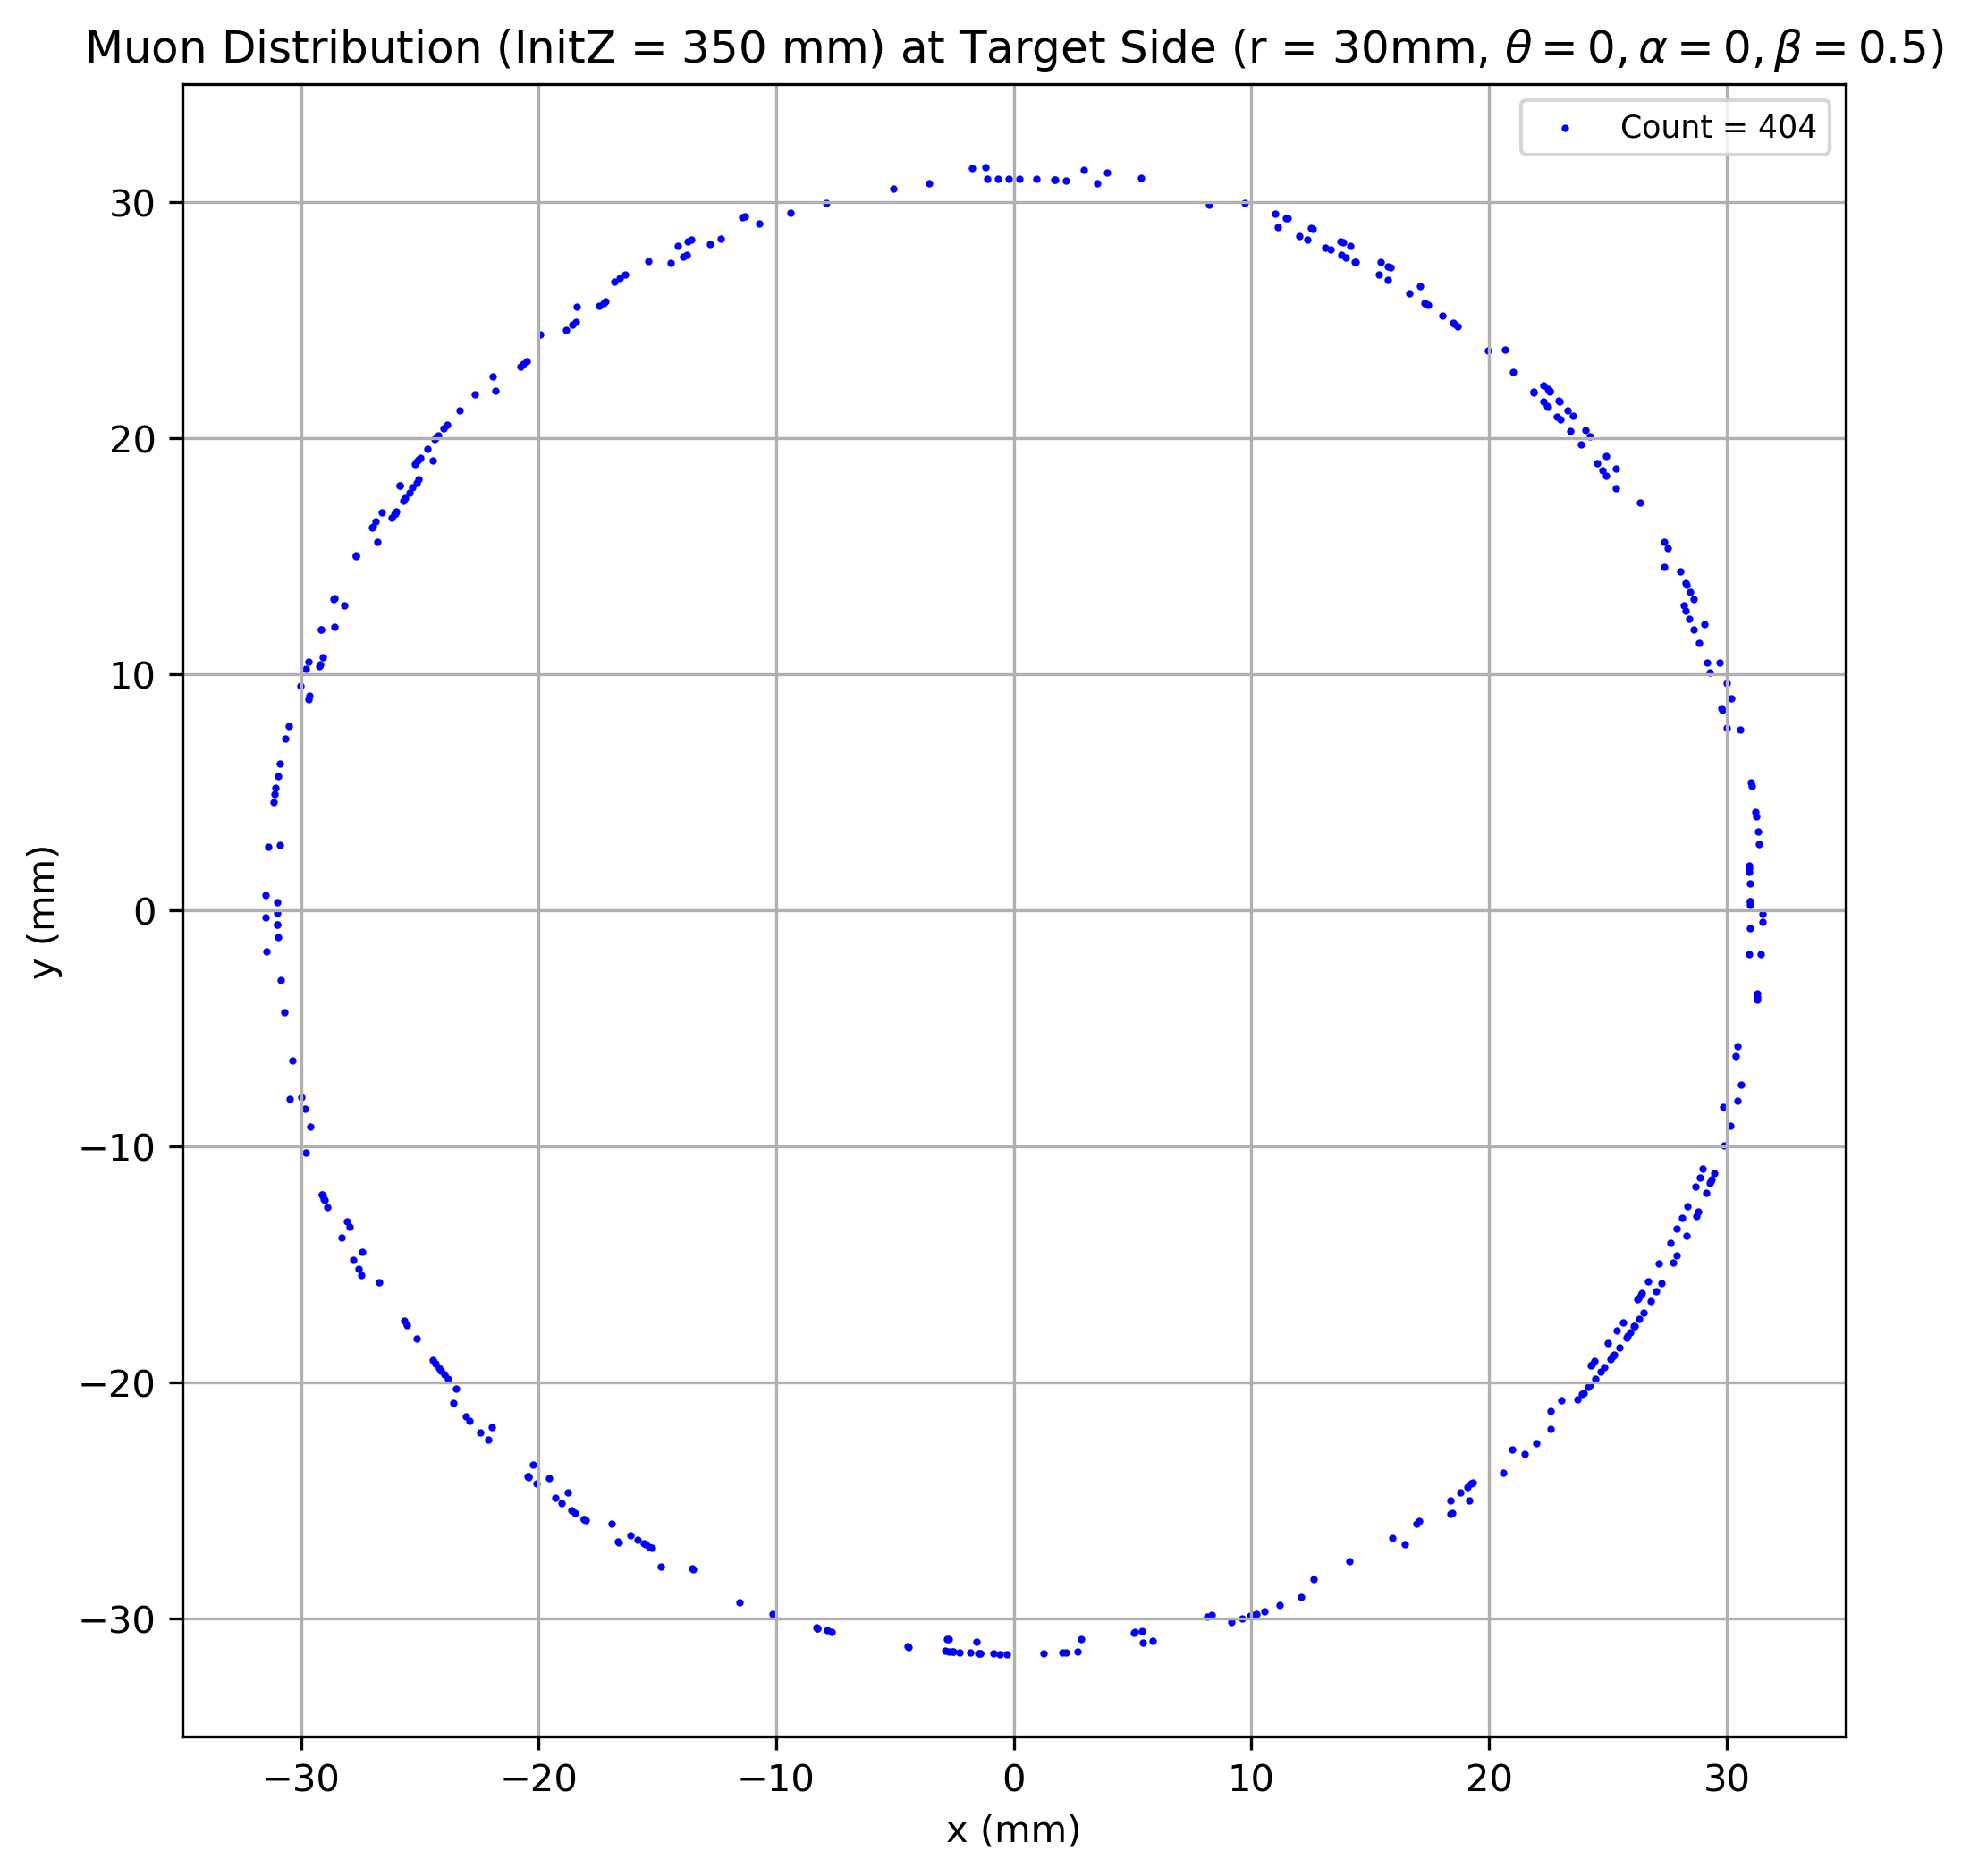 Muon Distribution (InitZ = 350 mm) at Target Side (r = 30mm, θ = 0, α = 0, β = 0.5)
Count = 404
30
20
10
0
−10
−20
−30
y (mm)
−30 −20 −10 0 10 20 30
x (mm)